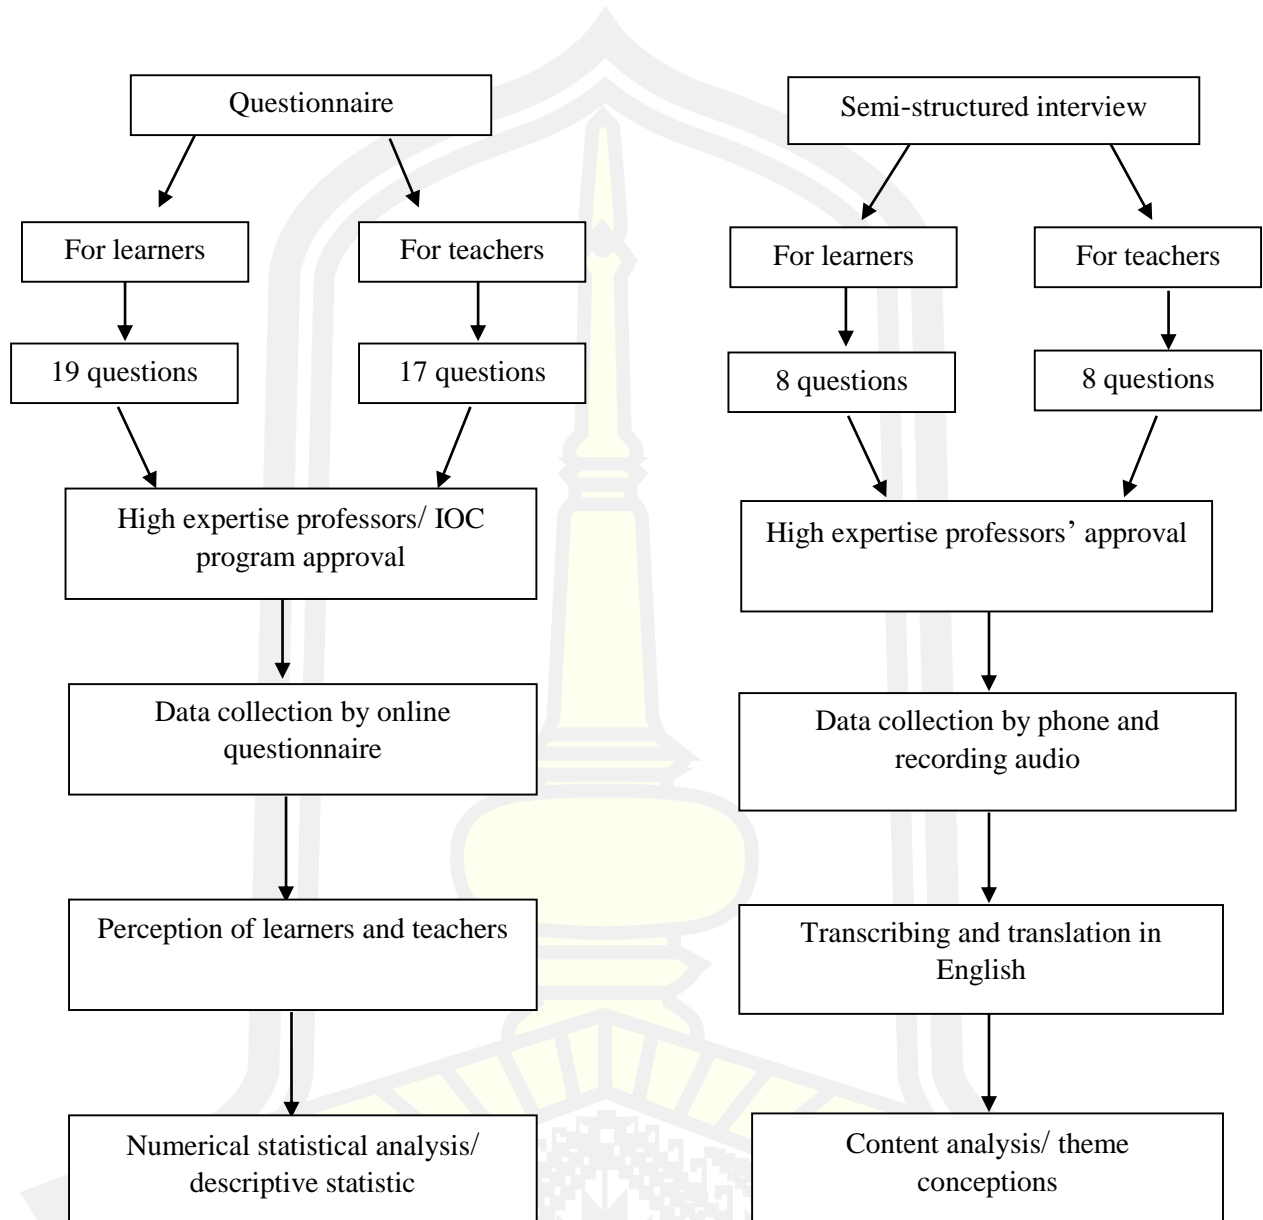 Questionnaire
For learners
For teachers
19 questions
17 questions
High expertise professors/ IOC
program approval
Data collection by online
questionnaire
Perception of learners and teachers
Numerical statistical analysis/
descriptive statistic
Semi-structured interview
For learners
For teachers
8 questions
8 questions
High expertise professors’ approval
Data collection by phone and
recording audio
Transcribing and translation in
English
Content analysis/ theme
conceptions